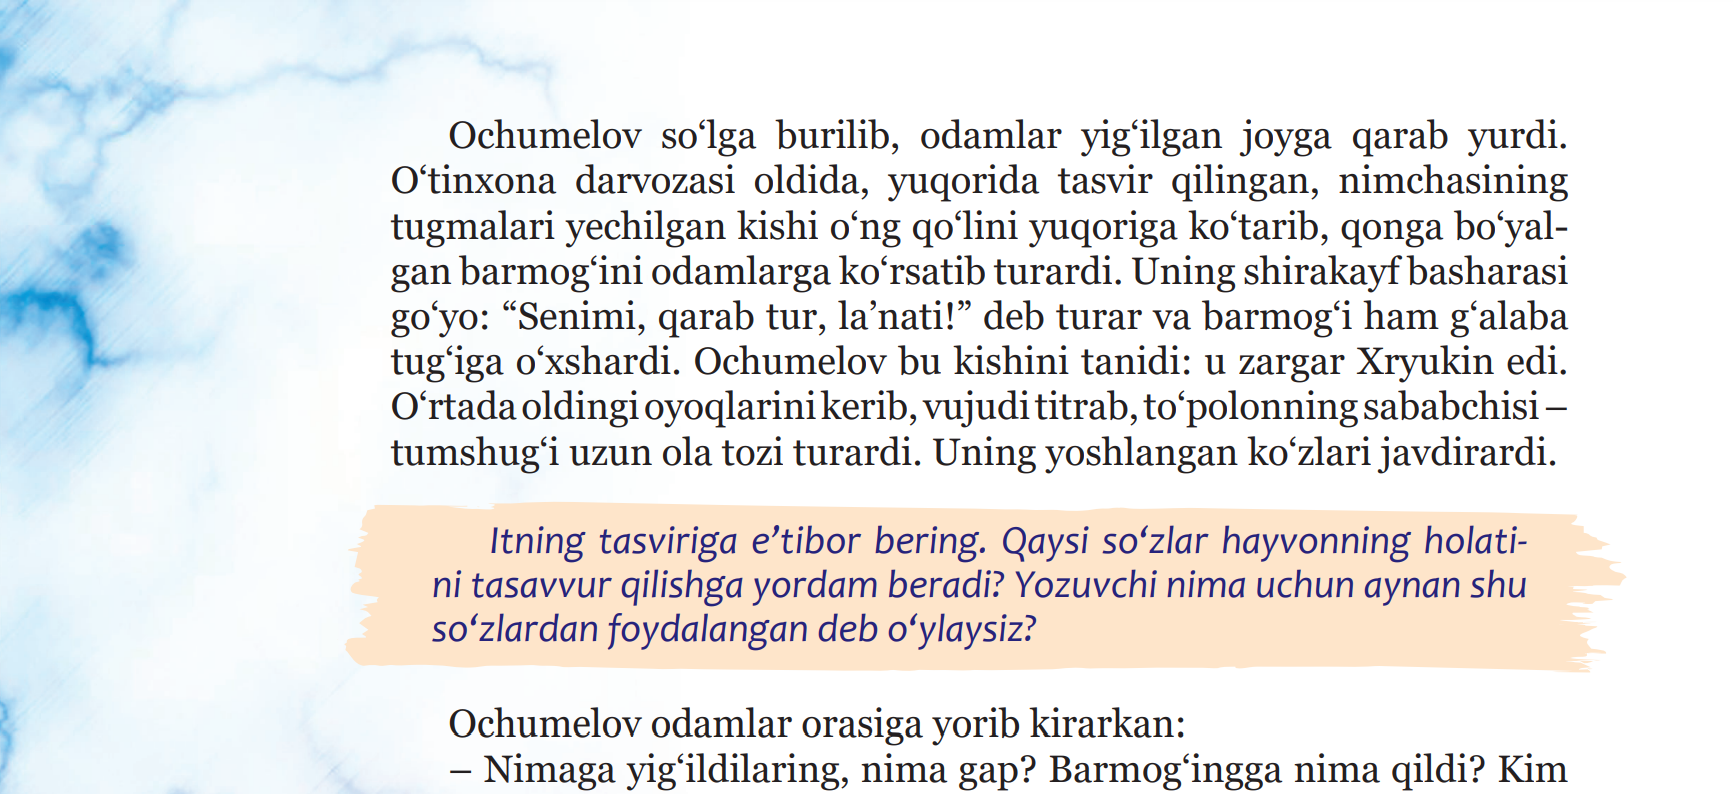 Ochumelov so‘lga burilib, odamlar yig‘ilgan joyga qarab yurdi.
O‘tinxona darvozasi oldida, yuqorida tasvir qilingan, nimchasining
tugmalari yechilgan kishi o‘ng qo‘lini yuqoriga ko‘tarib, qonga bo‘yal-
gan barmog‘ini odamlarga ko‘rsatib turardi. Uning shirakayf basharasi
go‘yo: “Senimi, qarab tur, la’nati!” deb turar va barmog‘i ham g‘alaba
tug‘iga o‘xshardi. Ochumelov bu kishini tanidi: u zargar Xryukin edi.
O‘rtada oldingi oyoqlarini kerib, vujudi titrab, to‘polonning sababchisi –
tumshug‘i uzun ola tozi turardi. Uning yoshlangan ko‘zlari javdirardi.
Itning tasviriga e’tibor bering. Qaysi so‘zlar hayvonning holati-
ni tasavvur qilishga yordam beradi? Yozuvchi nima uchun aynan shu
so‘zlardan foydalangan deb o‘ylaysiz?
Ochumelov odamlar orasiga yorib kirarkan:
– Nimaga yig‘ildilaring, nima gap? Barmog‘ingga nima qildi? Kim